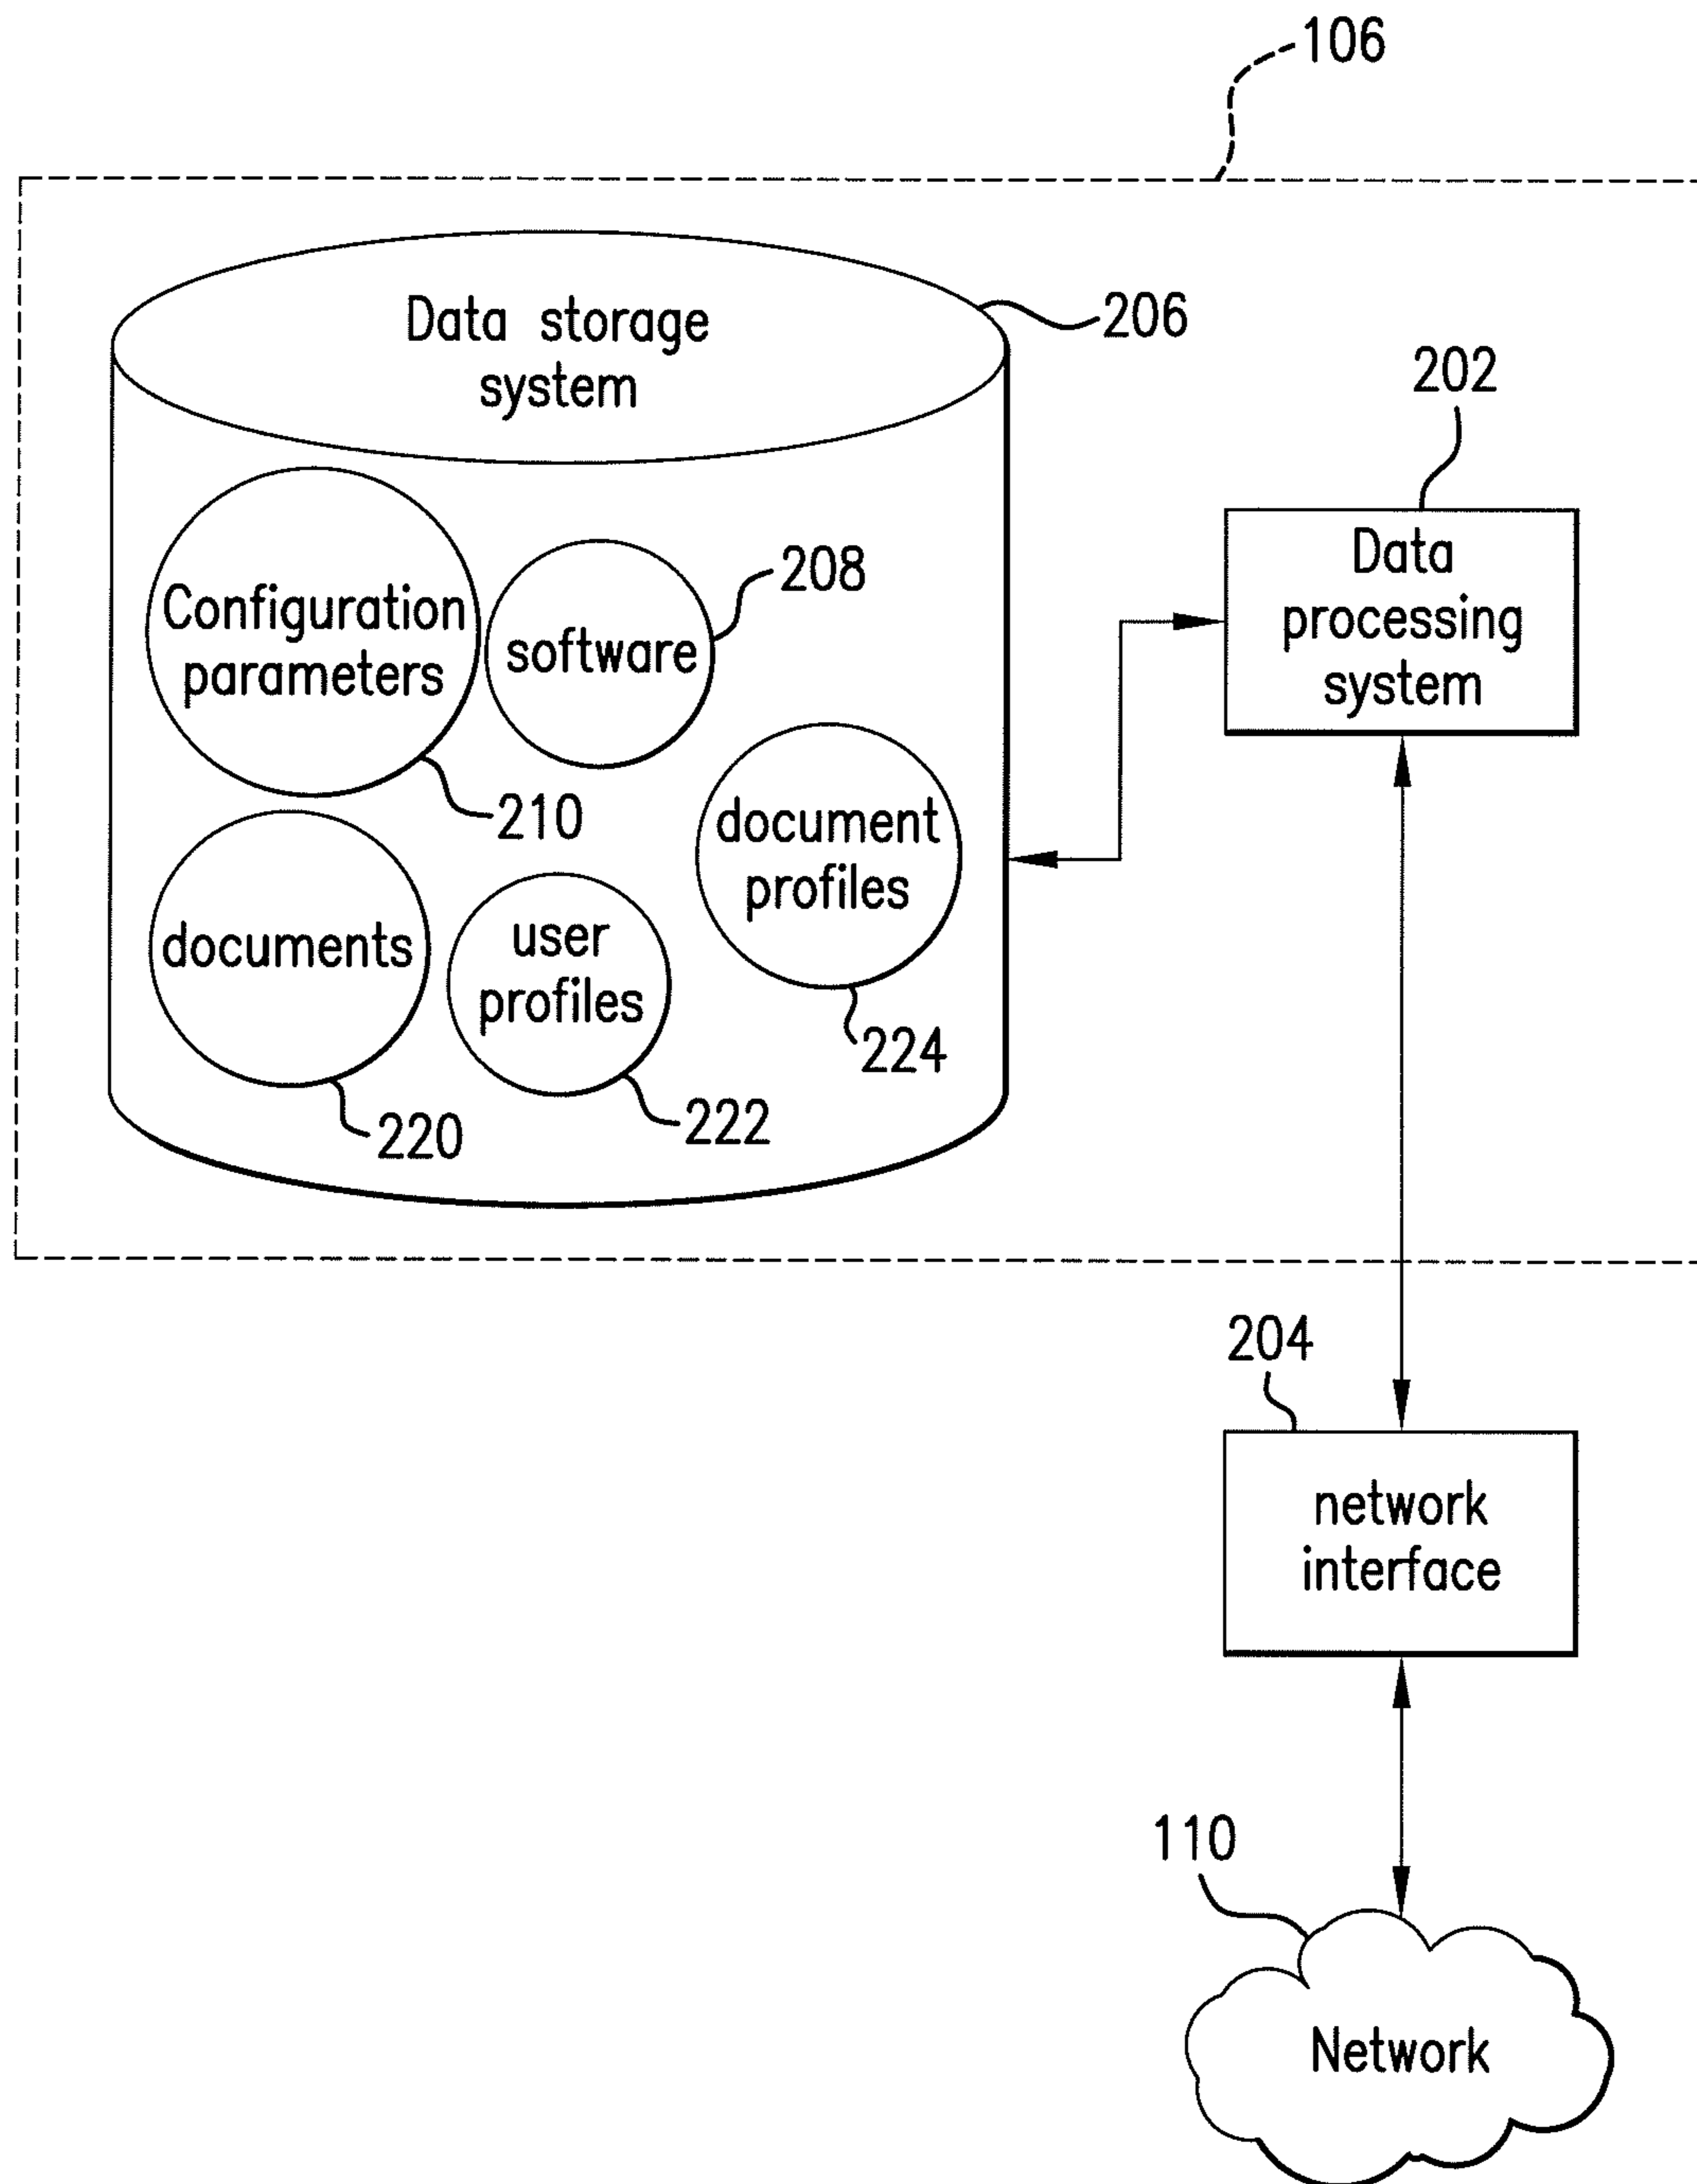 106
Data storage
system
206
202
Data
processing
system
Configuration
parameters
210
software
208
document
profiles
224
documents
220
user
profiles
222
204
network
interface
110
Network